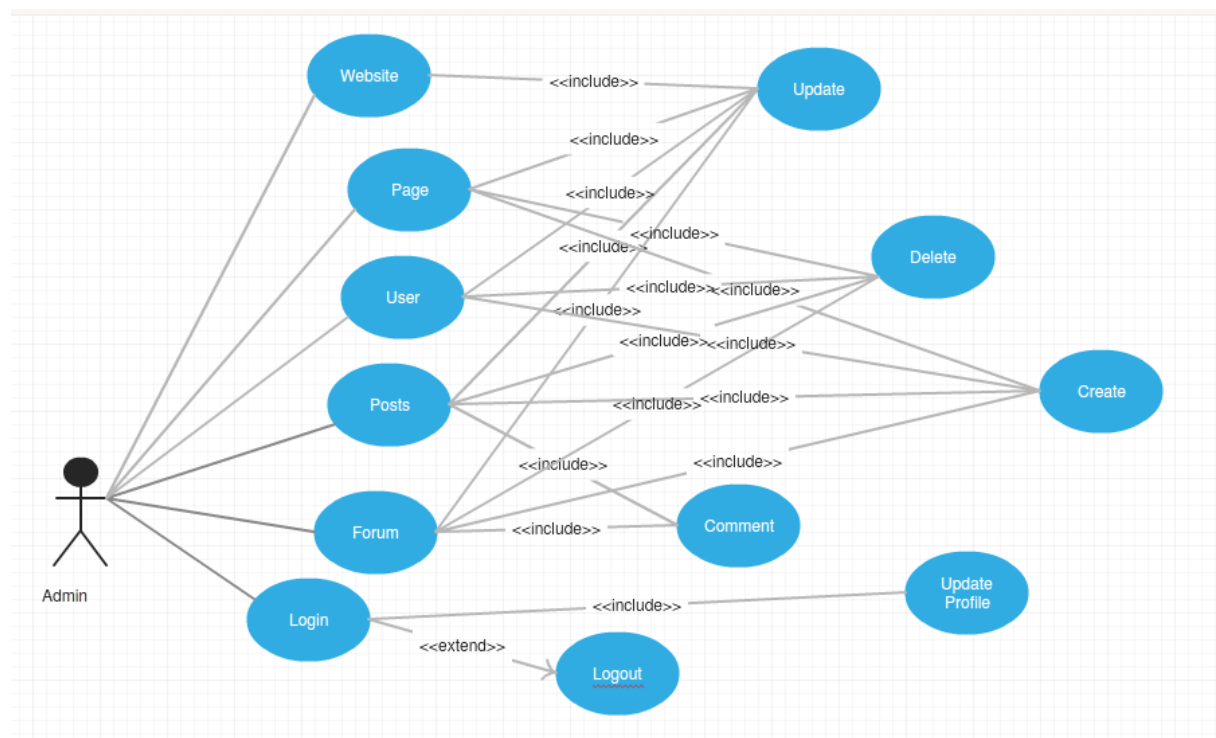 Website
<<include>>
Update
<<include>>
Page
<<include>>
<<include>>
Delete
<<include>>
User
<<include>>
<<include>>
<<include>>
<<include>>
<<include>>
Posts
<<include>>
<<include>>
Create
<<include>>
<<include>>
Forum
<<include>>
Comment
Update
Profile
<<include>>
Login
Admin
<<extend>>
Logout